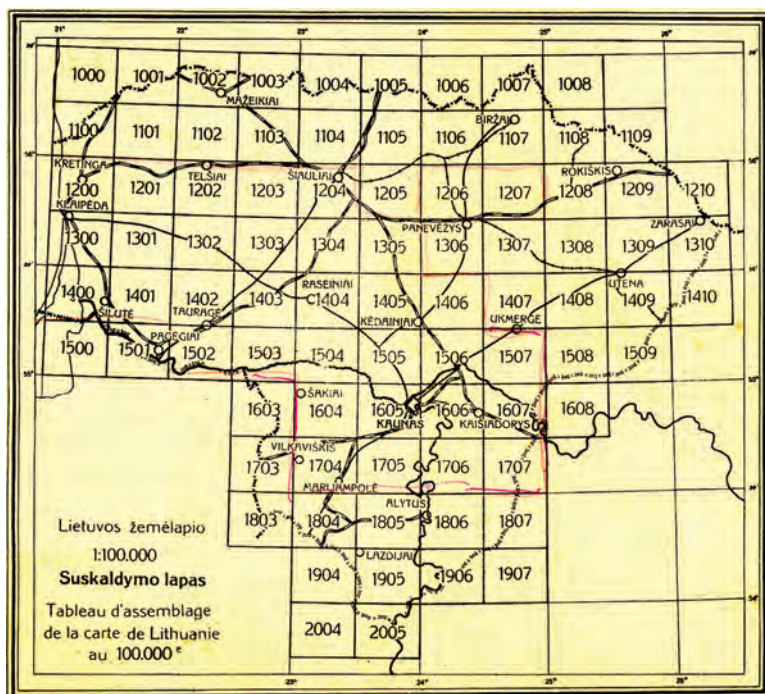 21° 22° 23° 24° 25° 26°
1000 1001 1002 1003 1004 1005 1006 1007 1008
MAŽEIKIAI
BIRŽAI
1100 1101 1102 1103 1104 1105 1106 1107 1108 1109
KRETINGA TELŠIAI ŠIAULIAI ROKIŠKIS
1200 1201 1202 1203 1204 1205 1206 1207 1208 1209 1210
KLAIPĖDA PANEVĖŽYS ZARASAI
1300 1301 1302 1303 1304 1305 1306 1307 1308 1309 1310
RASEINIAI UTENA
1400 1401 1402 1403 1404 1405 1406 1407 1408 1409 1410
ŠILUTĖ TAURAGĖ KĖDAINIAI UKMERGĖ
PAGĖGIAI
1500 1501 1502 1503 1504 1505 1506 1507 1508 1509
55°
ŠAKIAI
1603 1604 1605 1606 1607 1608
KAUNAS KAIŠIADORYS
VILKAVIŠKIS
1703 1704 1705 1706 1707
MARIJAMPOLĖ
ALYTUS
1803 1804 1805 1806 1807
LAZDIJAI
1904 1905 1906 1907
2004 2005
23° 24° 25° 26°
Lietuvos žemėlapio
1:100.000
Suskaldymo lapas
Tableau d'assemblage
de la carte de Lithuanie
au 100.000e